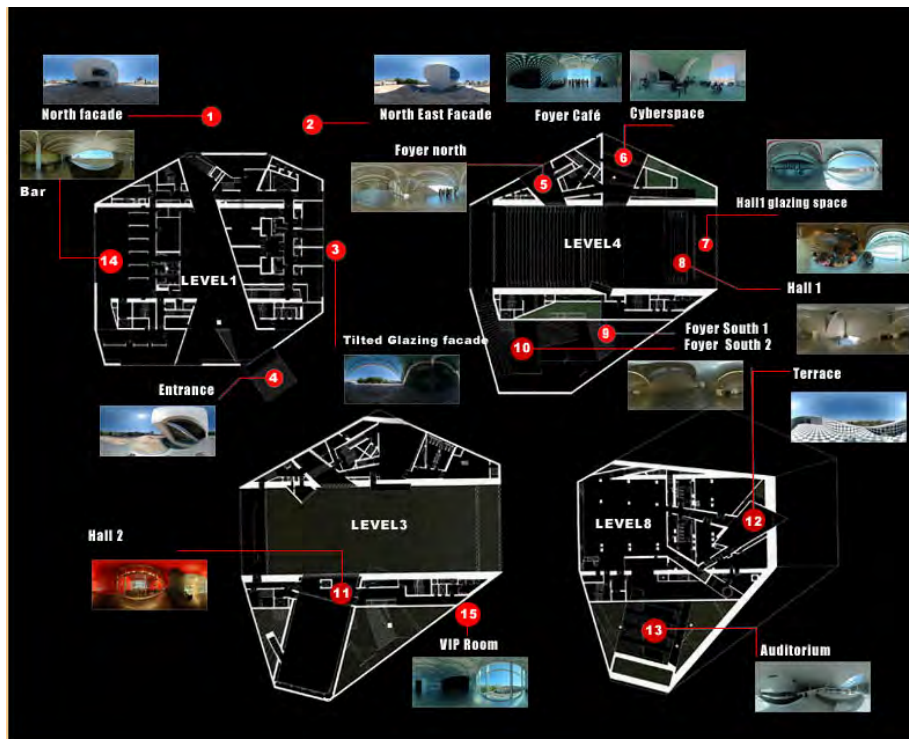 North facade
1
2
North East Facade
Foyer Café
Cyberspace
Bar
Foyer north
5
6
Hall1 glazing space
14
LEVEL1
3
LEVEL4
7
8
Hall 1
Tilted Glazing facade
9
Foyer South 1
10
Foyer South 2
Entrance
4
Terrace
LEVEL3
LEVEL8
12
Hall 2
11
15
VIP Room
13
Auditorium